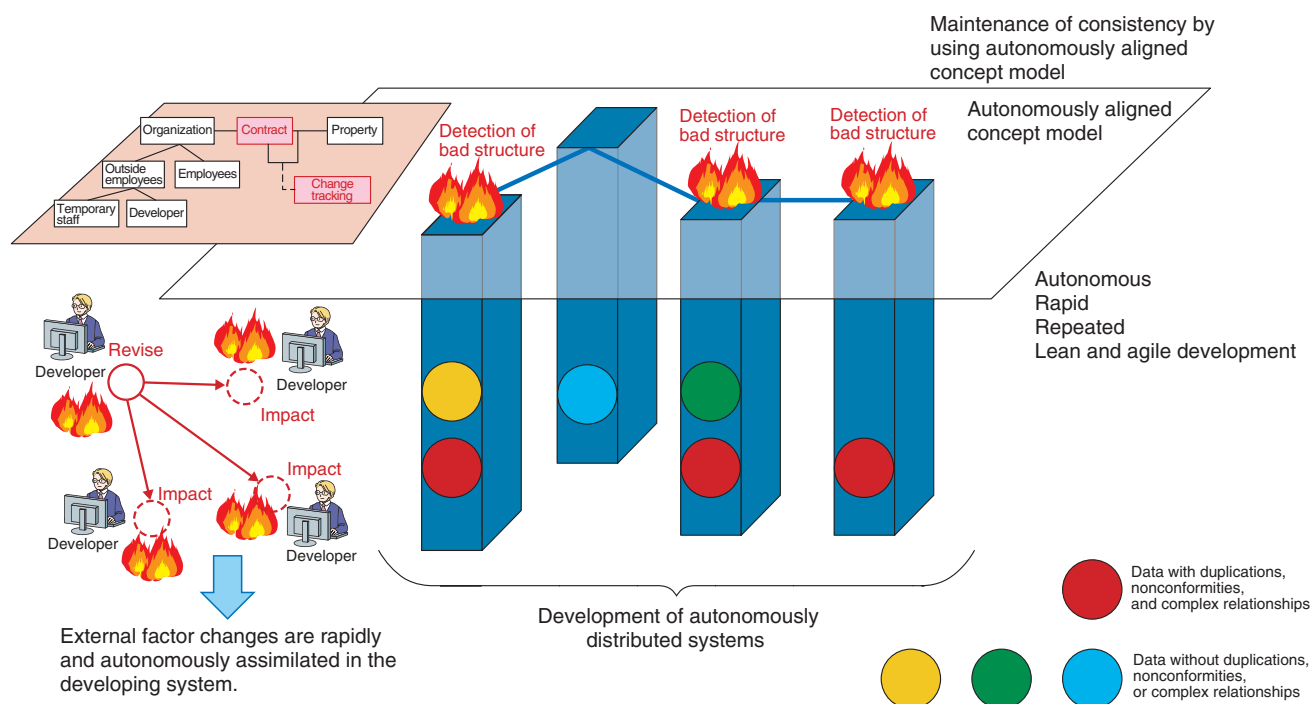 Maintenance of consistency by
using autonomously aligned
concept model
Autonomously aligned
concept model
Organization
Contract
Property
Outside
employees
Employees
Change
tracking
Temporary
staff
Developer
Detection of
bad structure
Detection of
bad structure
Detection of
bad structure
Autonomous
Rapid
Repeated
Lean and agile development
Developer
Revise
Developer
Impact
Impact
Impact
Developer
Developer
External factor changes are rapidly
and autonomously assimilated in the
developing system.
Development of autonomously
distributed systems
Data with duplications,
nonconformities,
and complex relationships
Data without duplications,
nonconformities,
or complex relationships